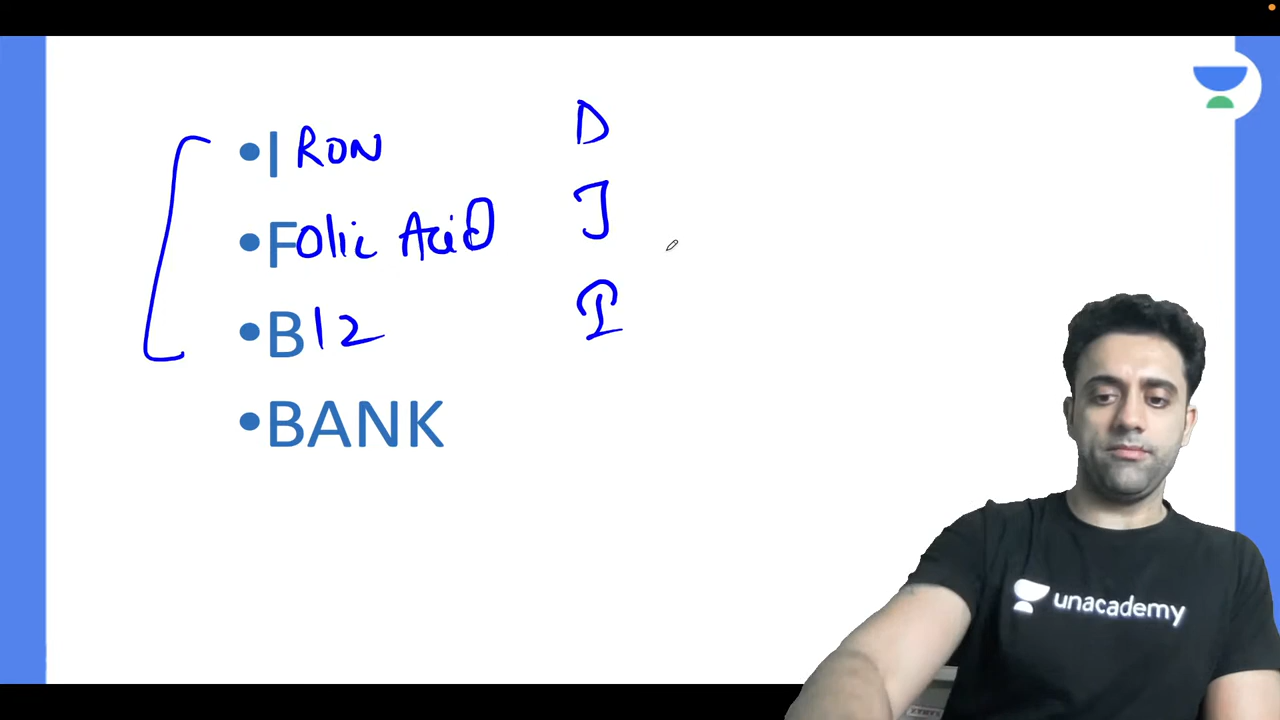 •IRON D
•Folic Acid J
•B12 I
•BANK
unacademy